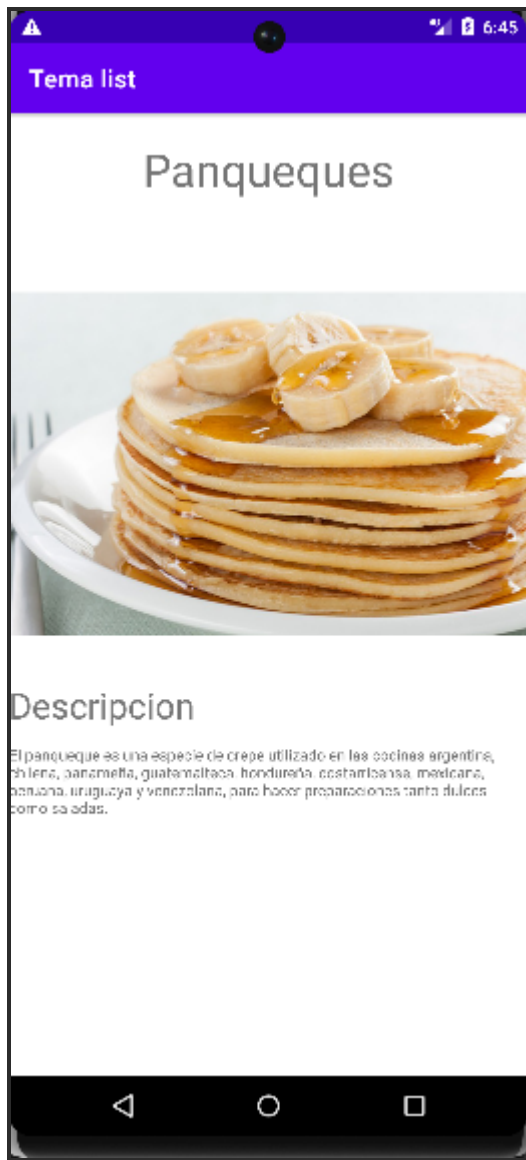 6:45
Tema list
Panqueques
Descripcion
El panqueque es una especie de crepe utilizado en las cocinas argentina,
chilena, panameña, guatemalteca, hondureña, costarricense, mexicana,
peruana, uruguaya y venezolana, para hacer preparaciones tanto dulces
como saladas.